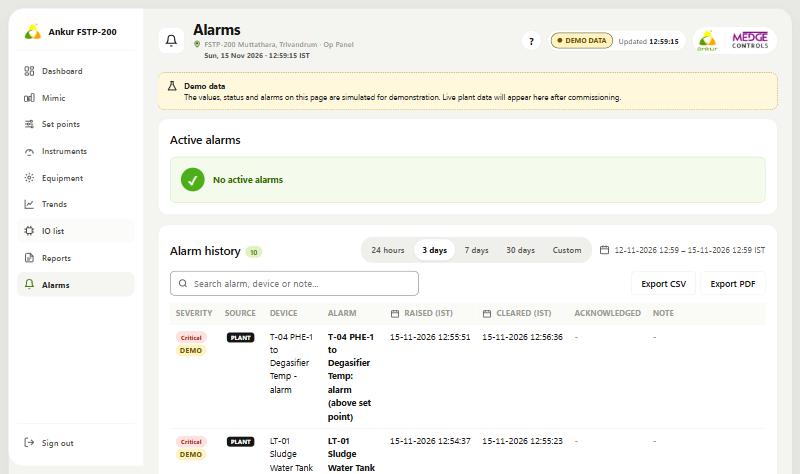 Ankur FSTP-200
Dashboard
Mimic
Set points
Instruments
Equipment
Trends
IO list
Reports
Alarms
Sign out
Alarms
FSTP-200 Muttathara, Trivandrum · Op Panel
Sun, 15 Nov 2026 · 12:59:15 IST
?
DEMO DATA
Updated 12:59:15
ankur
MEDGE
CONTROLS
Demo data
The values, status and alarms on this page are simulated for demonstration. Live plant data will appear here after commissioning.
Active alarms
No active alarms
Alarm history 10
24 hours 3 days 7 days 30 days Custom
12-11-2026 12:59 – 15-11-2026 12:59 IST
Search alarm, device or note...
Export CSV Export PDF
SEVERITY SOURCE DEVICE ALARM RAISED (IST) CLEARED (IST) ACKNOWLEDGED NOTE
Critical PLANT T-04 PHE-1 T-04 PHE-1 15-11-2026 12:55:51 15-11-2026 12:56:36 - -
DEMO to to
Degasifier Degasifier
Temp - Temp:
alarm alarm
(above set
point)
Critical PLANT LT-01 LT-01 15-11-2026 12:54:37 15-11-2026 12:55:23 - -
DEMO Sludge Sludge
Water Tank Water Tank